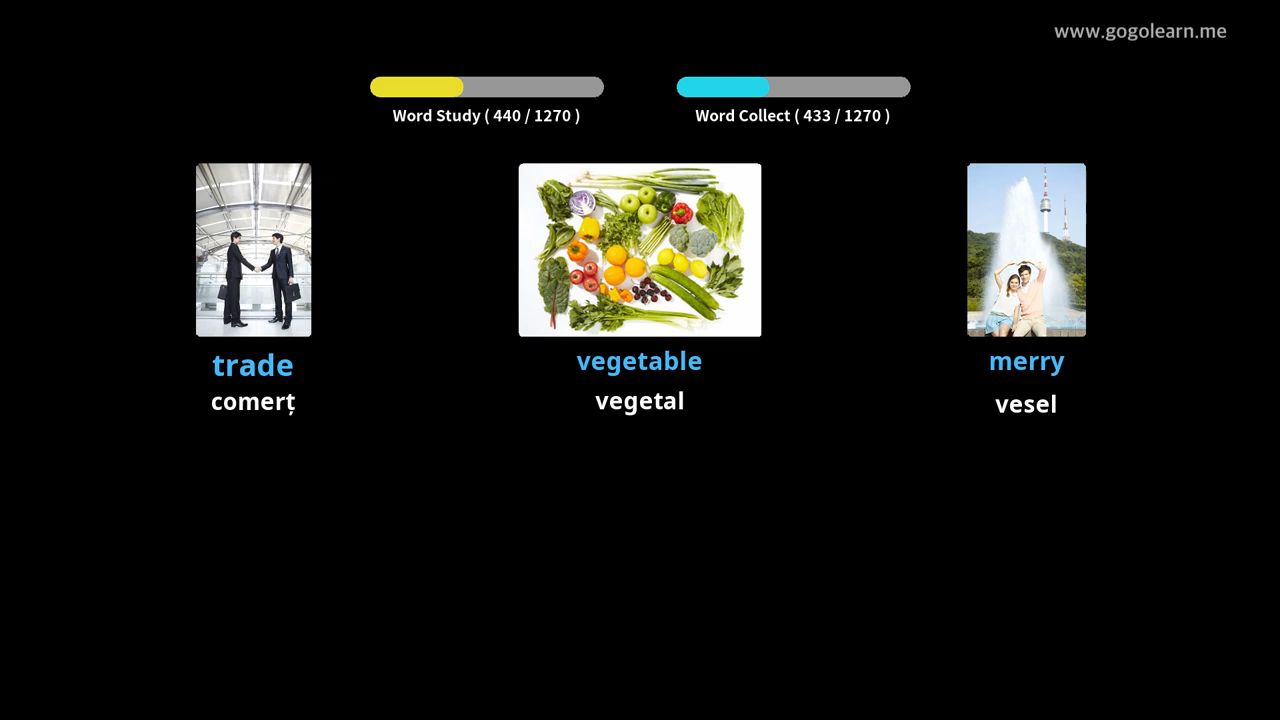 www.gogolearn.me
Word Study ( 440 / 1270 )
Word Collect ( 433 / 1270 )
trade
comerț
vegetable
vegetal
merry
vesel